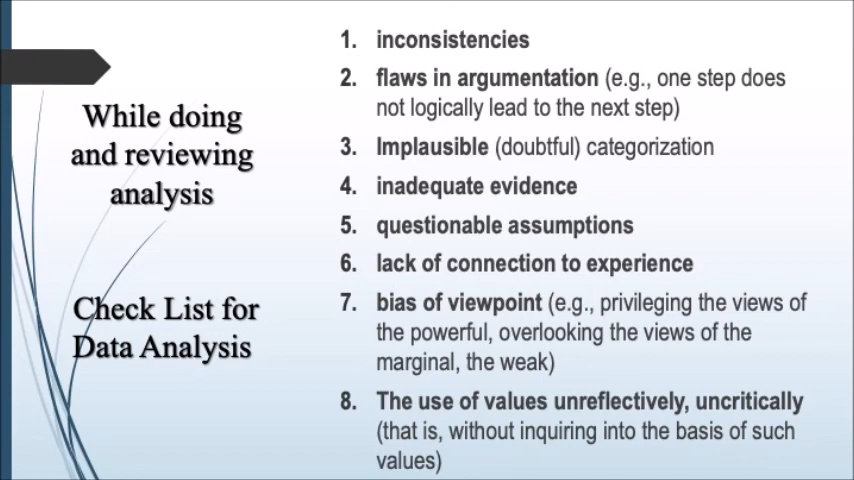 While doing
and reviewing
analysis
Check List for
Data Analysis
1. inconsistencies
2. flaws in argumentation (e.g., one step does
not logically lead to the next step)
3. Implausible (doubtful) categorization
4. inadequate evidence
5. questionable assumptions
6. lack of connection to experience
7. bias of viewpoint (e.g., privileging the views of
the powerful, overlooking the views of the
marginal, the weak)
8. The use of values unreflectively, uncritically
(that is, without inquiring into the basis of such
values)